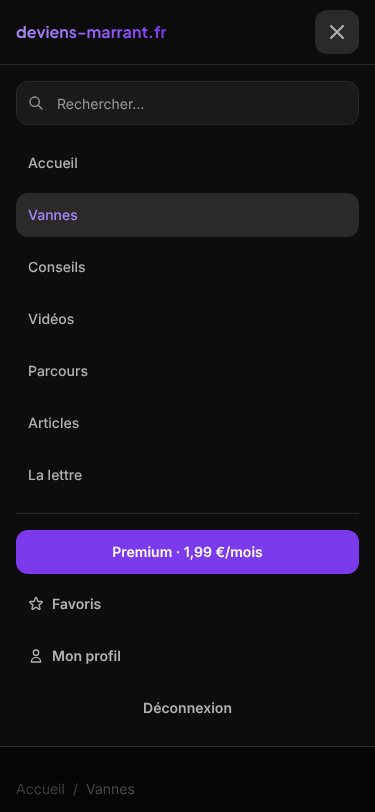 deviens-marrant.fr
Rechercher...
Accueil
Vannes
Conseils
Vidéos
Parcours
Articles
La lettre
Premium · 1,99 €/mois
Favoris
Mon profil
Déconnexion
Accueil / Vannes